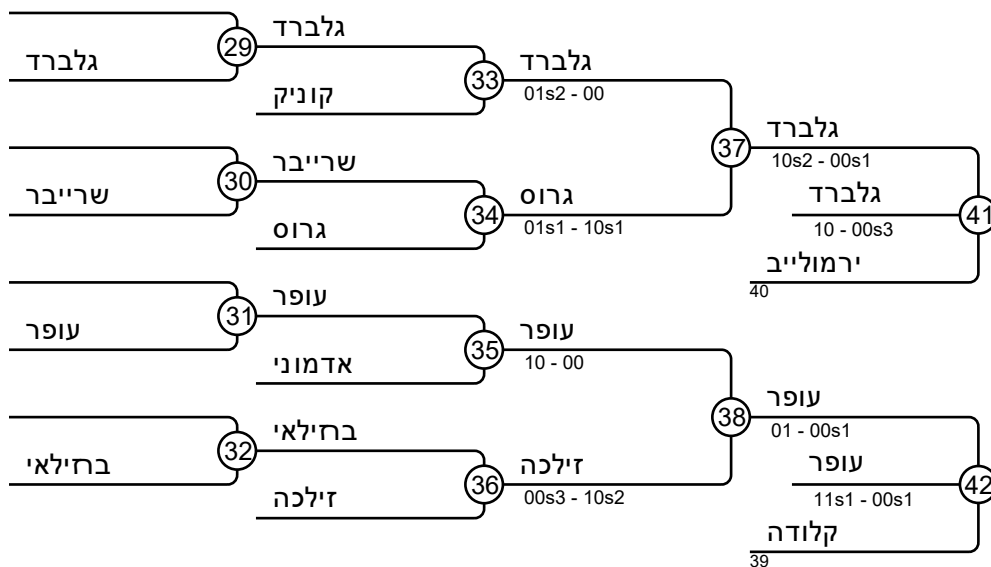 גלברד
29
גלברד
קוניק
33
גלברד
01s2 - 00
שרייבר
30
שרייבר
גרוס
34
גרוס
01s1 - 10s1
37
גלברד
10s2 - 00s1
גלברד
10 - 00s3
41
ירמולייב
40
עופר
31
עופר
אדמוני
35
עופר
10 - 00
ברזילאי
32
ברזילאי
זילכה
36
זילכה
00s3 - 10s2
38
עופר
01 - 00s1
עופר
11s1 - 00s1
42
קלודה
39